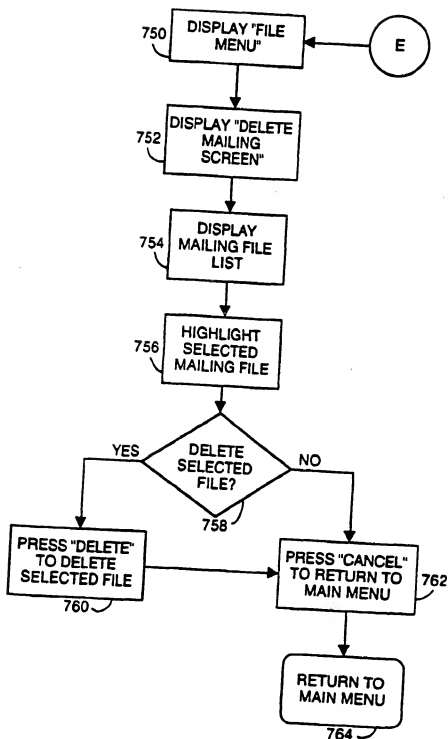 DISPLAY "FILE
MENU"
750
E
DISPLAY "DELETE
MAILING
SCREEN"
752
DISPLAY
MAILING FILE
LIST
754
HIGHLIGHT
SELECTED
MAILING FILE
756
YES
DELETE
SELECTED
FILE?
NO
758
PRESS "DELETE"
TO DELETE
SELECTED FILE
760
PRESS "CANCEL"
TO RETURN TO
MAIN MENU
762
RETURN TO
MAIN MENU
764